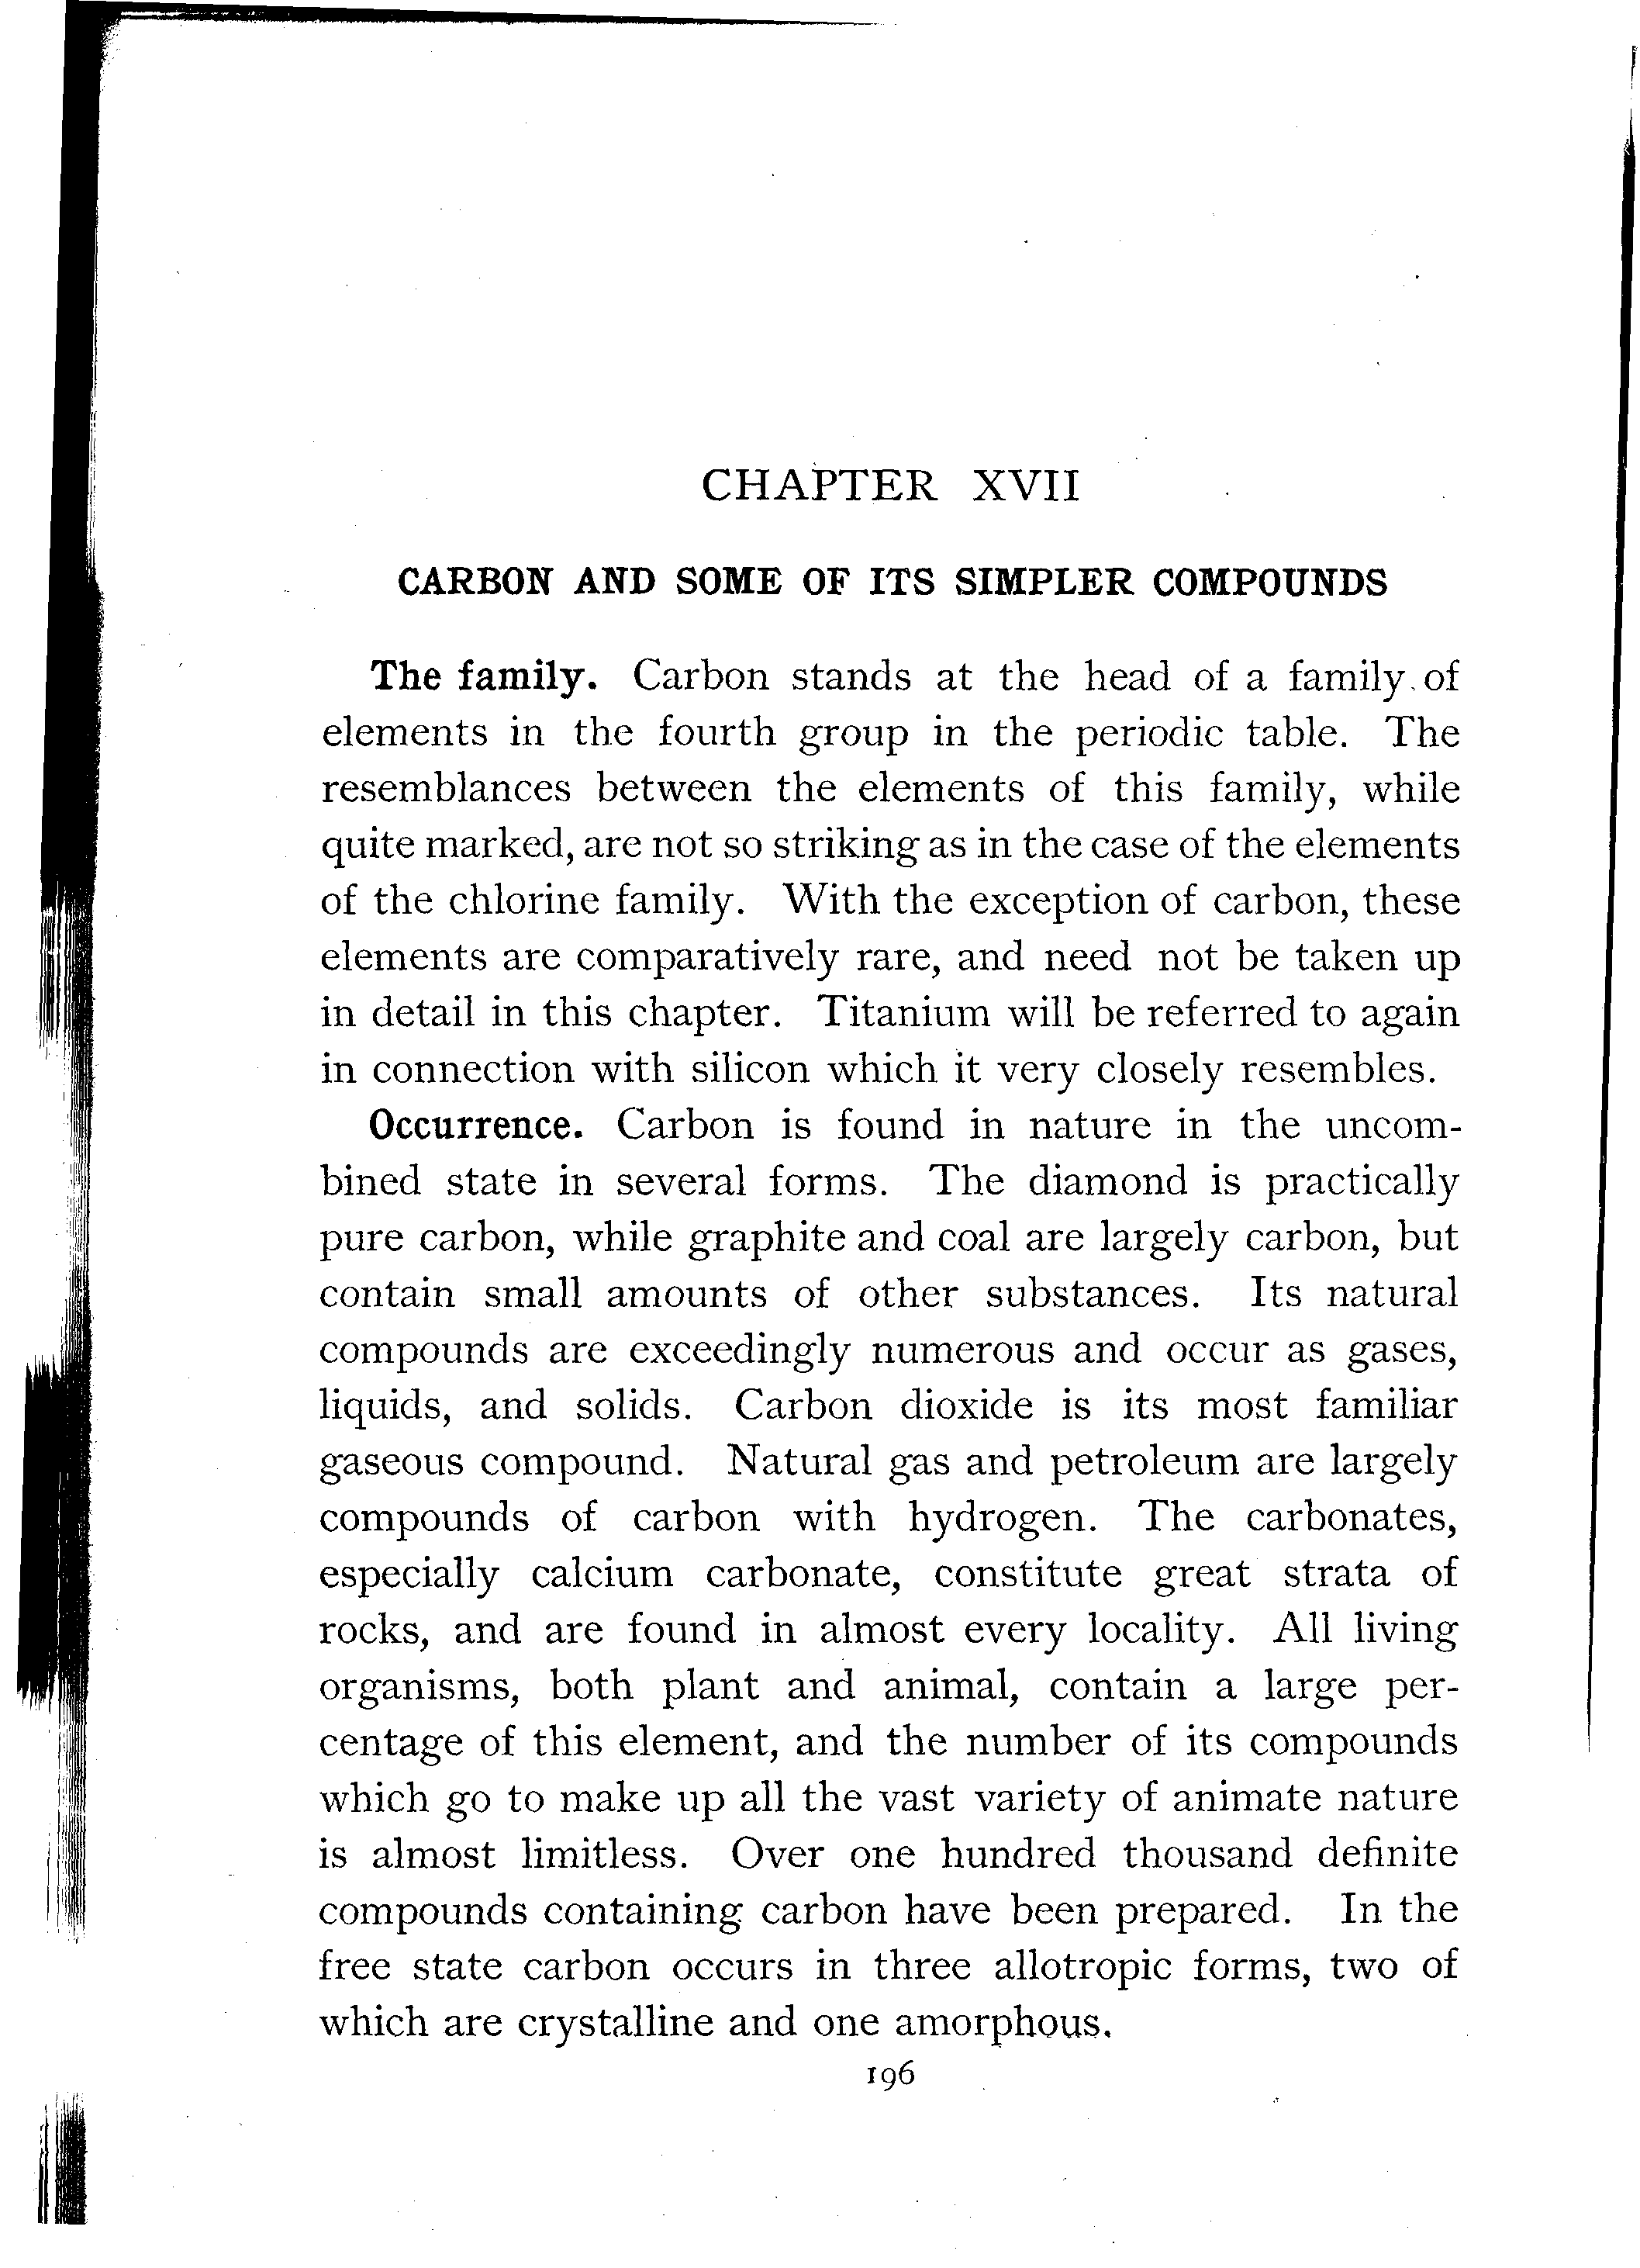 CHAPTER XVII
CARBON AND SOME OF ITS SIMPLER COMPOUNDS
The family. Carbon stands at the head of a family of
elements in the fourth group in the periodic table. The
resemblances between the elements of this family, while
quite marked, are not so striking as in the case of the elements
of the chlorine family. With the exception of carbon, these
elements are comparatively rare, and need not be taken up
in detail in this chapter. Titanium will be referred to again
in connection with silicon which it very closely resembles.
Occurrence. Carbon is found in nature in the uncom-
bined state in several forms. The diamond is practically
pure carbon, while graphite and coal are largely carbon, but
contain small amounts of other substances. Its natural
compounds are exceedingly numerous and occur as gases,
liquids, and solids. Carbon dioxide is its most familiar
gaseous compound. Natural gas and petroleum are largely
compounds of carbon with hydrogen. The carbonates,
especially calcium carbonate, constitute great strata of
rocks, and are found in almost every locality. All living
organisms, both plant and animal, contain a large per-
centage of this element, and the number of its compounds
which go to make up all the vast variety of animate nature
is almost limitless. Over one hundred thousand definite
compounds containing carbon have been prepared. In the
free state carbon occurs in three allotropic forms, two of
which are crystalline and one amorphous.
196